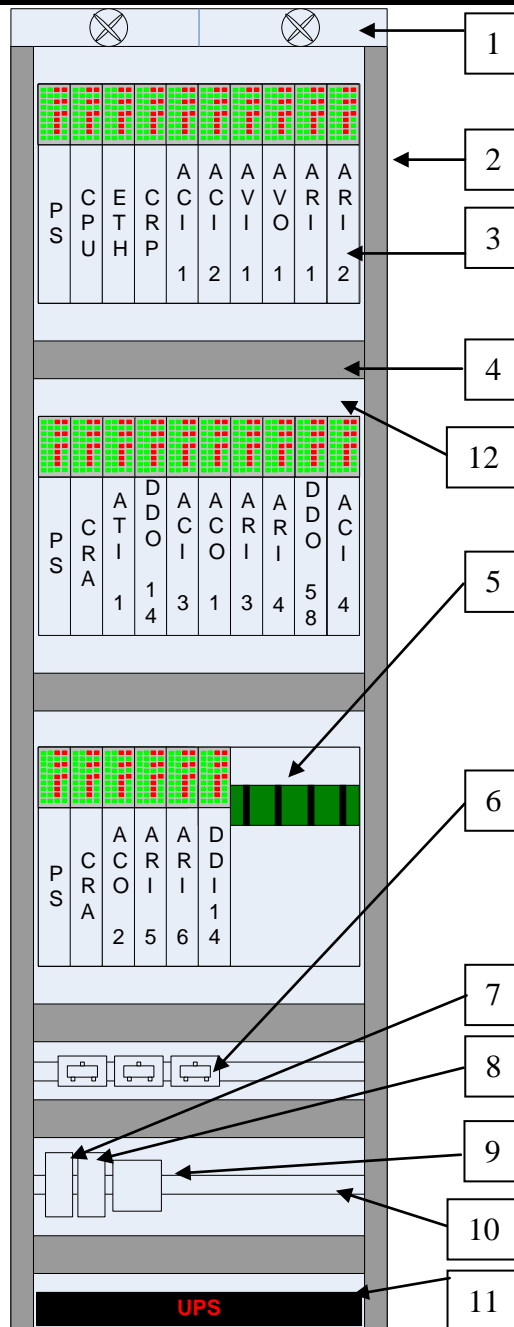 1
2
PS
CPU
ETH
CRP
ACI 1
ACI 2
AVI 1
AVO 1
ARI 1
ARI 2
3
4
12
PS
CRA
ATI 1
DDO 14
ACI 3
ACO 1
ARI 3
ARI 4
DDO 58
ACI 4
5
6
PS
CRA
ACO 2
ARI 5
ARI 6
DDI14
7
8
9
10
UPS
11